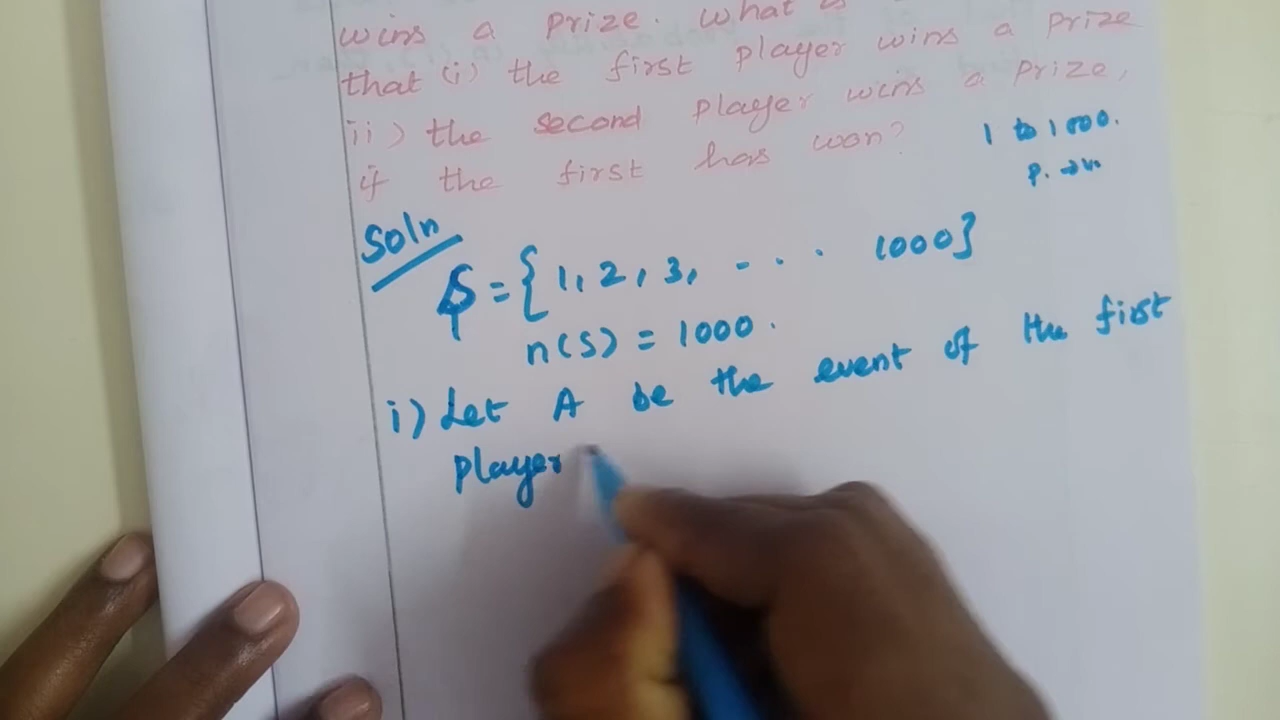 wins a prize. What is
that (i) the first player wins a prize
ii) the second player wins a prize,
if the first has won?
1 to 1000.
Soln
S = {1, 2, 3, - . . . 1000}
n(S) = 1000.
i) Let A be the event of the first
player